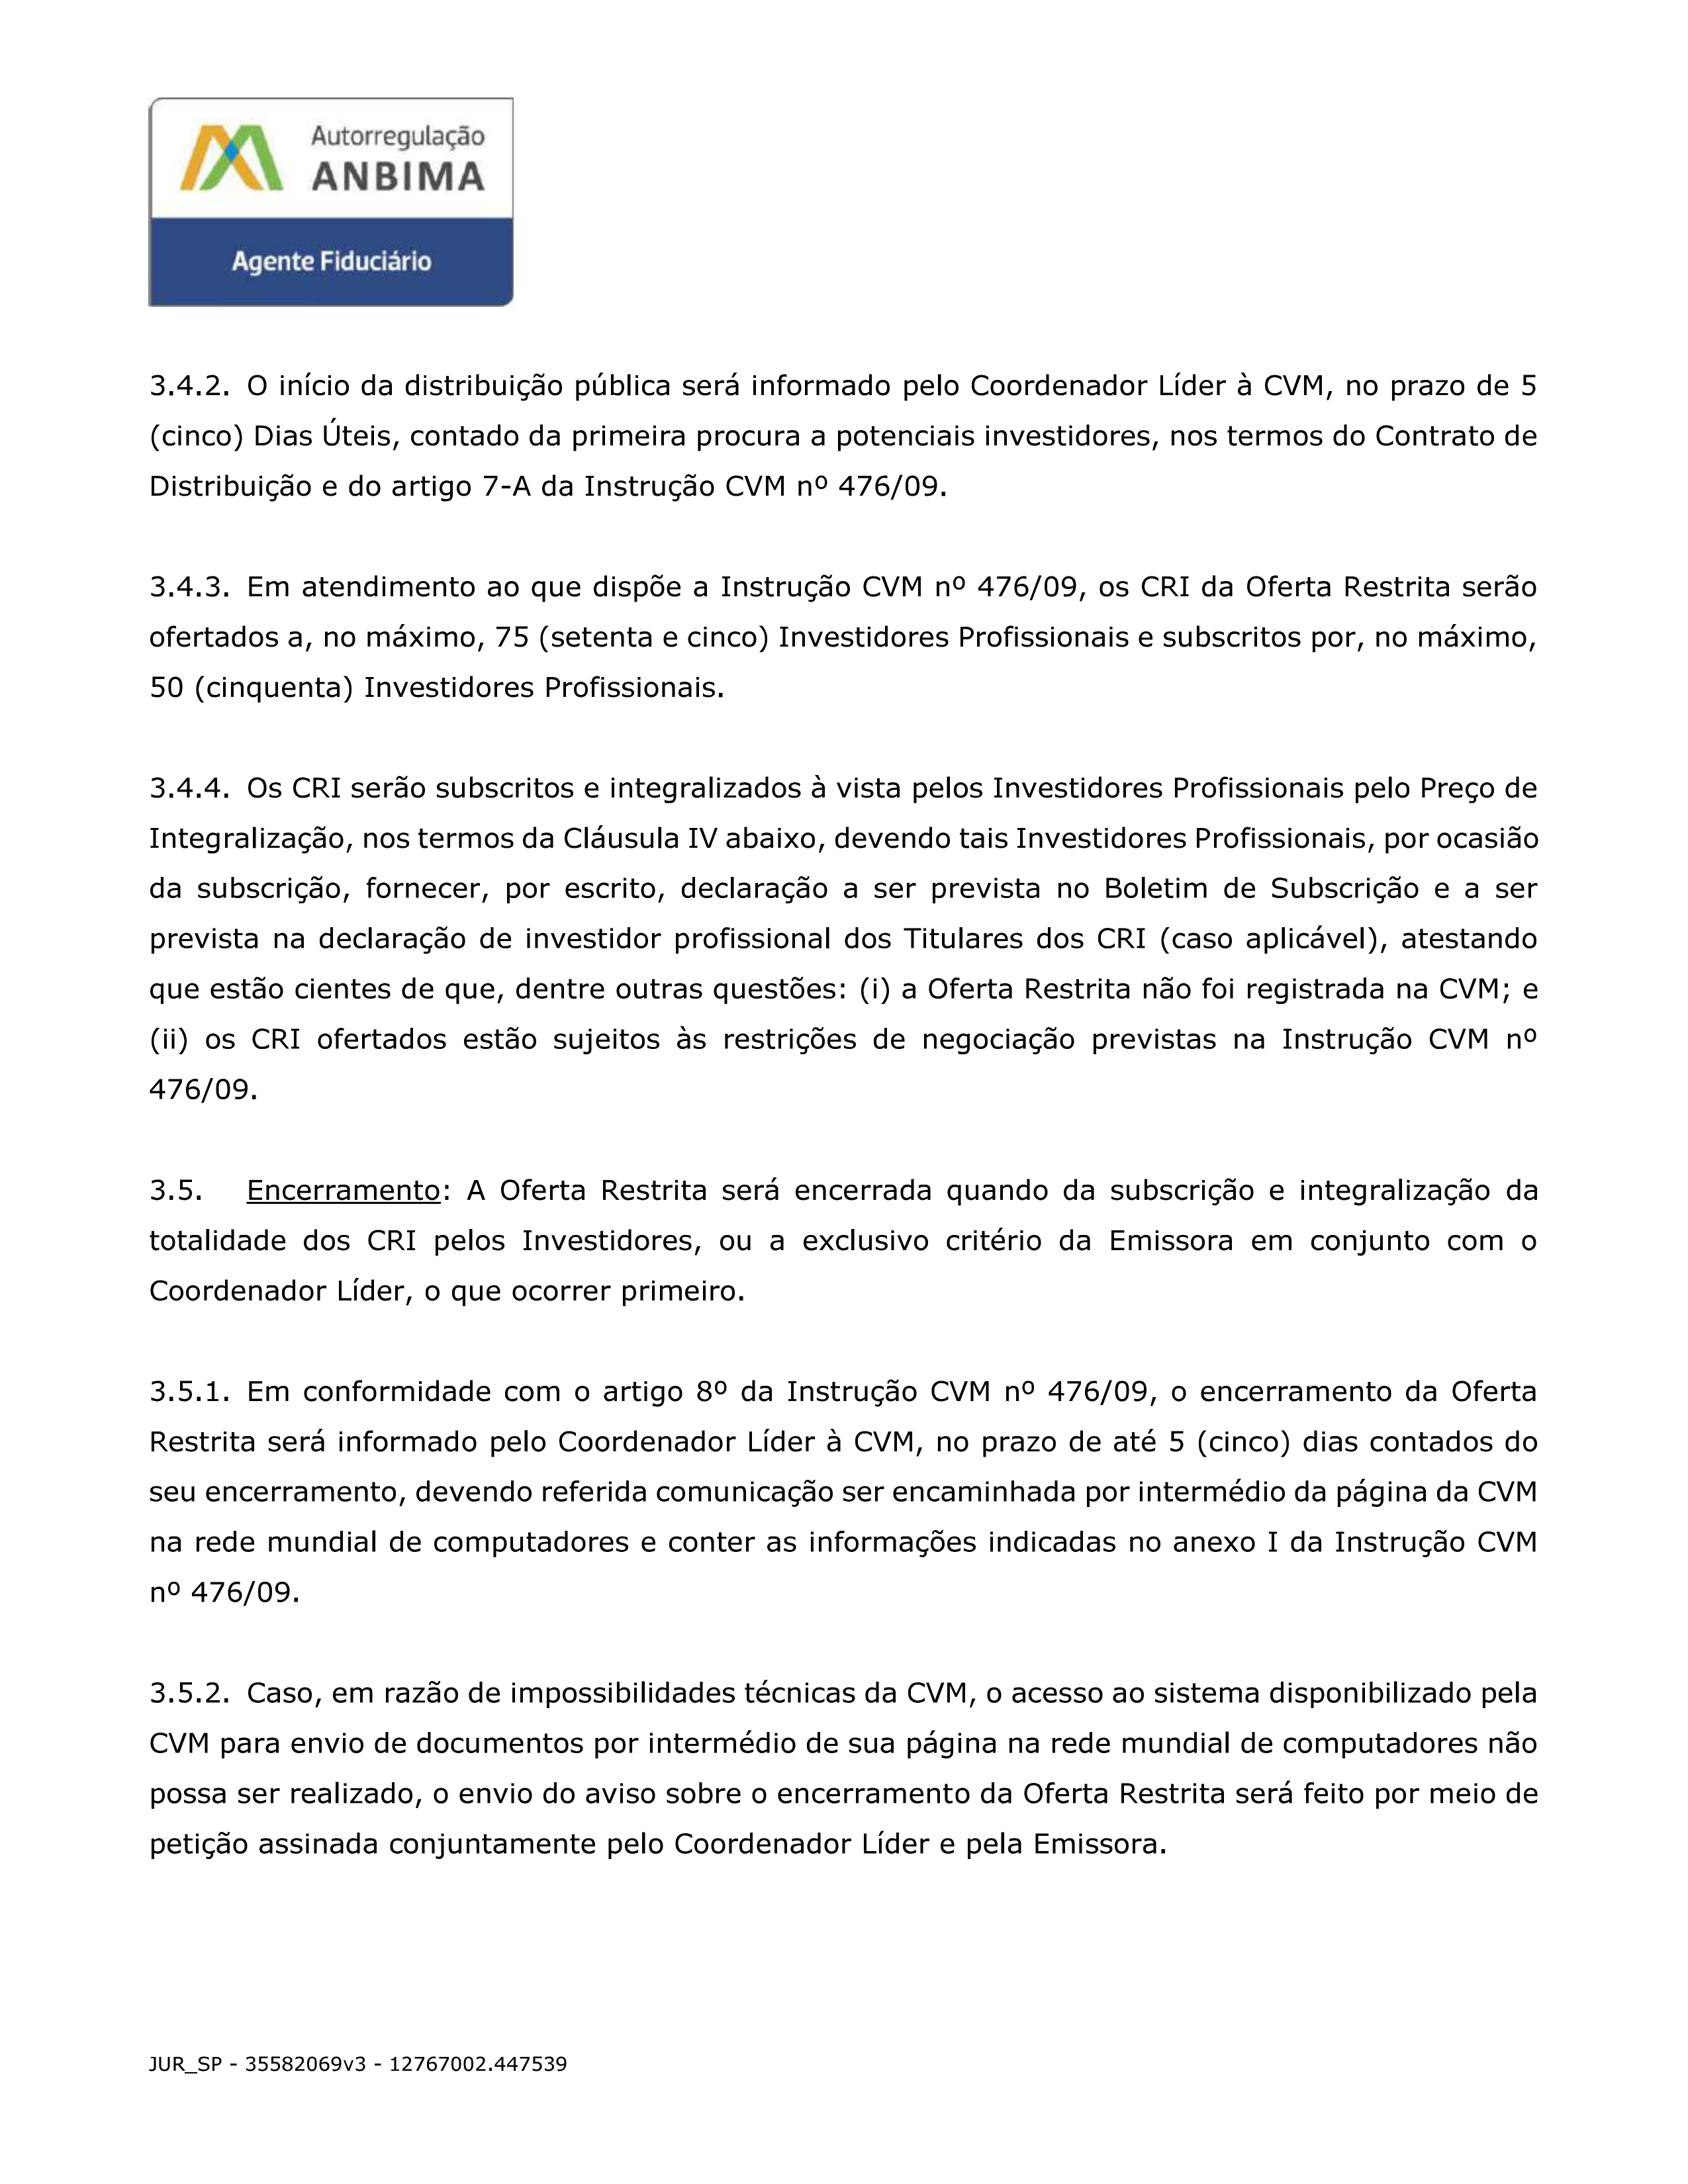 Autorregulação
ANBIMA
Agente Fiduciário
3.4.2. O início da distribuição pública será informado pelo Coordenador Líder à CVM, no prazo de 5
(cinco) Dias Úteis, contado da primeira procura a potenciais investidores, nos termos do Contrato de
Distribuição e do artigo 7-A da Instrução CVM nº 476/09.
3.4.3. Em atendimento ao que dispõe a Instrução CVM nº 476/09, os CRI da Oferta Restrita serão
ofertados a, no máximo, 75 (setenta e cinco) Investidores Profissionais e subscritos por, no máximo,
50 (cinquenta) Investidores Profissionais.
3.4.4. Os CRI serão subscritos e integralizados à vista pelos Investidores Profissionais pelo Preço de
Integralização, nos termos da Cláusula IV abaixo, devendo tais Investidores Profissionais, por ocasião
da subscrição, fornecer, por escrito, declaração a ser prevista no Boletim de Subscrição e a ser
prevista na declaração de investidor profissional dos Titulares dos CRI (caso aplicável), atestando
que estão cientes de que, dentre outras questões: (i) a Oferta Restrita não foi registrada na CVM; e
(ii) os CRI ofertados estão sujeitos às restrições de negociação previstas na Instrução CVM nº
476/09.
3.5. Encerramento: A Oferta Restrita será encerrada quando da subscrição e integralização da
totalidade dos CRI pelos Investidores, ou a exclusivo critério da Emissora em conjunto com o
Coordenador Líder, o que ocorrer primeiro.
3.5.1. Em conformidade com o artigo 8º da Instrução CVM nº 476/09, o encerramento da Oferta
Restrita será informado pelo Coordenador Líder à CVM, no prazo de até 5 (cinco) dias contados do
seu encerramento, devendo referida comunicação ser encaminhada por intermédio da página da CVM
na rede mundial de computadores e conter as informações indicadas no anexo I da Instrução CVM
nº 476/09.
3.5.2. Caso, em razão de impossibilidades técnicas da CVM, o acesso ao sistema disponibilizado pela
CVM para envio de documentos por intermédio de sua página na rede mundial de computadores não
possa ser realizado, o envio do aviso sobre o encerramento da Oferta Restrita será feito por meio de
petição assinada conjuntamente pelo Coordenador Líder e pela Emissora.
JUR_SP - 35582069v3 - 12767002.447539